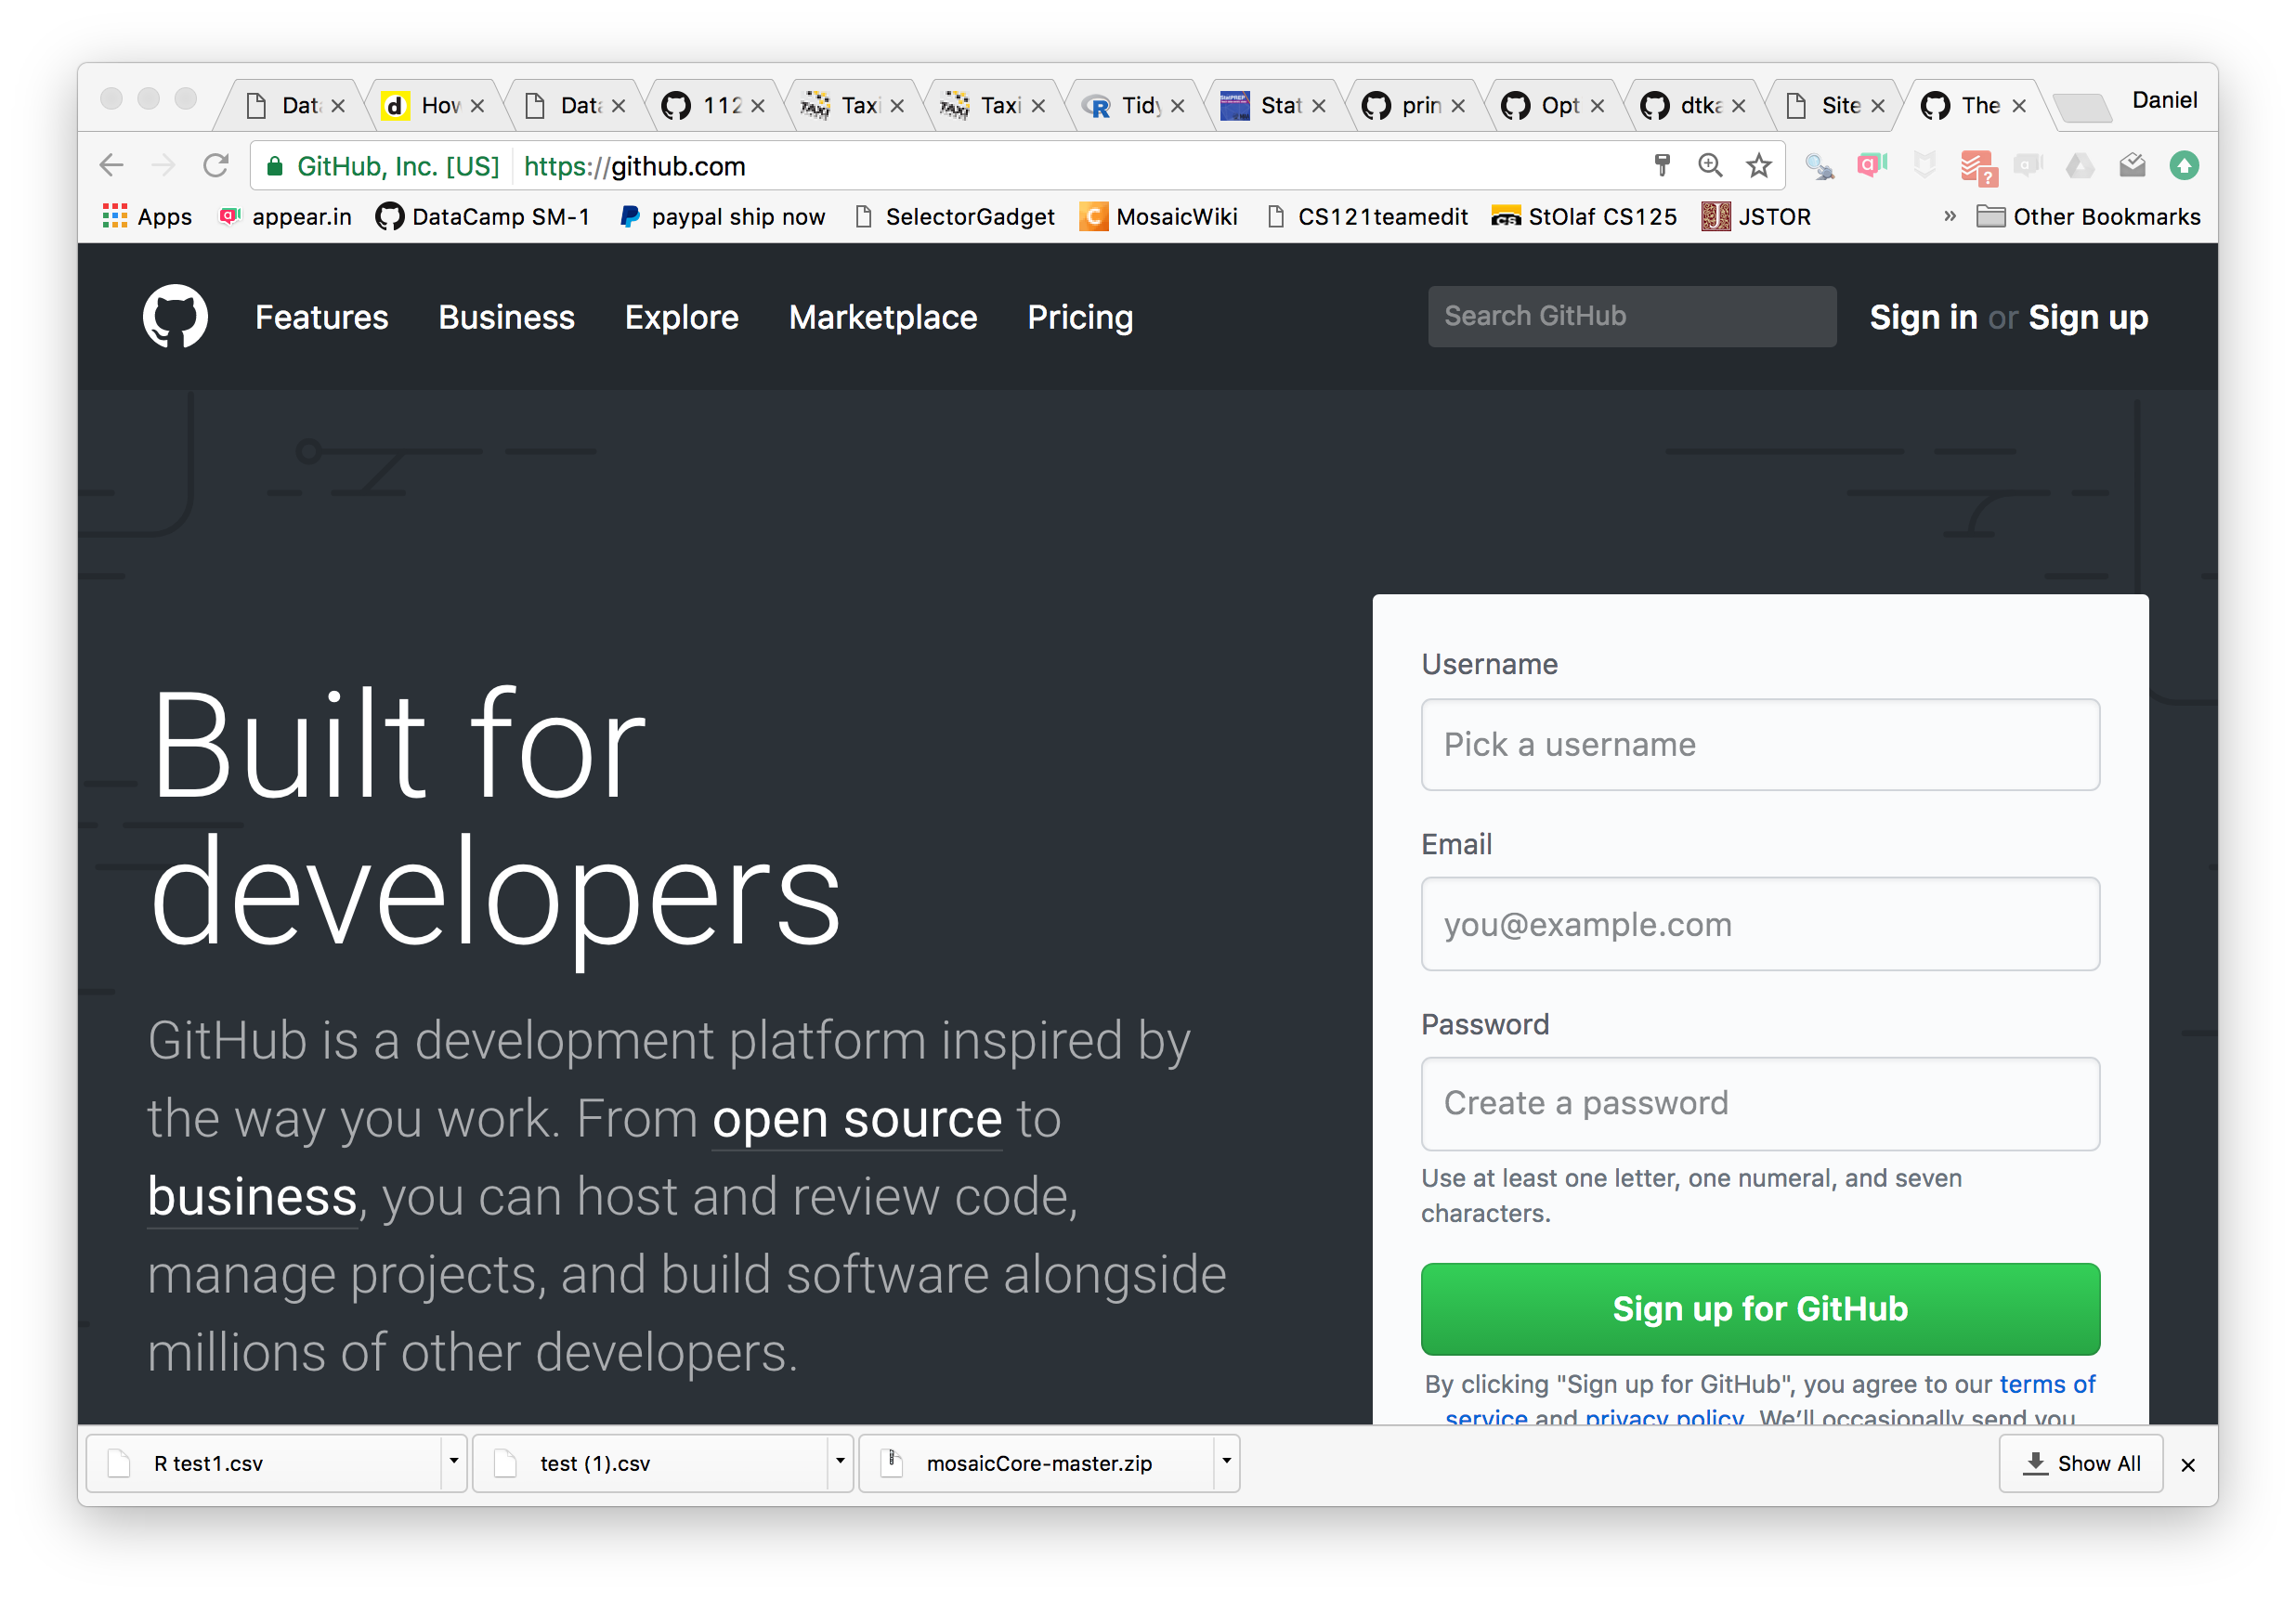 Dat
How
Dat
112
Taxi
Taxi
Tidy
Stat
prin
Opt
dtka
Site
The
Daniel
GitHub, Inc. [US]
https://github.com
Apps
appear.in
DataCamp SM-1
paypal ship now
SelectorGadget
MosaicWiki
CS121teamedit
StOlaf CS125
JSTOR
»
Other Bookmarks
Features
Business
Explore
Marketplace
Pricing
Search GitHub
Sign in or Sign up
Built for
developers
GitHub is a development platform inspired by
the way you work. From open source to
business, you can host and review code,
manage projects, and build software alongside
millions of other developers.
Username
Pick a username
Email
you@example.com
Password
Create a password
Use at least one letter, one numeral, and seven
characters.
Sign up for GitHub
By clicking "Sign up for GitHub", you agree to our terms of
service and privacy policy. We’ll occasionally send you
R test1.csv
test (1).csv
mosaicCore-master.zip
Show All